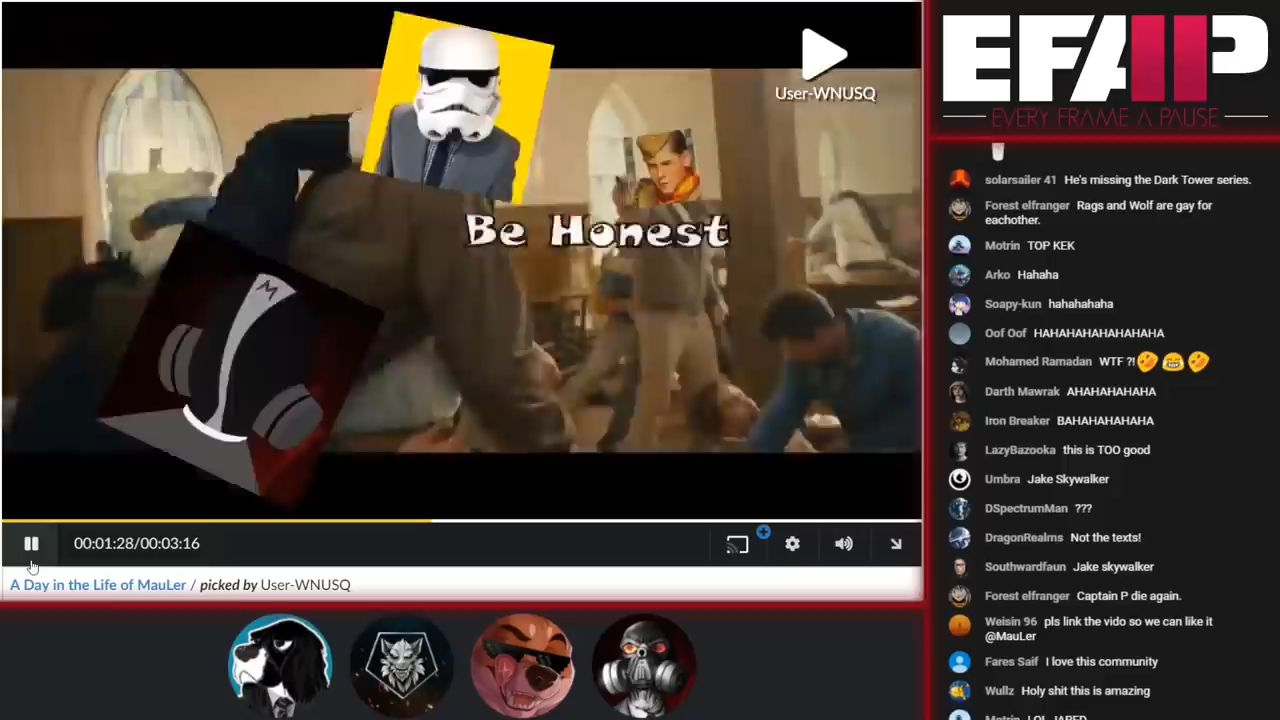 User-WNUSQ
M
Be Honest
00:01:28/00:03:16
A Day in the Life of MauLer / picked by User-WNUSQ
EFAP
EVERY FRAME A PAUSE
solarsailer 41 He's missing the Dark Tower series.
Forest elfranger Rags and Wolf are gay for
eachother.
Motrin TOP KEK
Arko Hahaha
Soapy-kun hahahahaha
Oof Oof HAHAHAHAHAHAHAHA
Mohamed Ramadan WTF ?!🤣😂🤣
Darth Mawrak AHAHAHAHAHA
Iron Breaker BAHAHAHAHAHA
LazyBazooka this is TOO good
Umbra Jake Skywalker
DSpectrumMan ???
DragonRealms Not the texts!
Southwardfaun Jake skywalker
Forest elfranger Captain P die again.
Weisin 96 pls link the vido so we can like it
@MauLer
Fares Saif I love this community
Wullz Holy shit this is amazing
Motrin LOL JARED